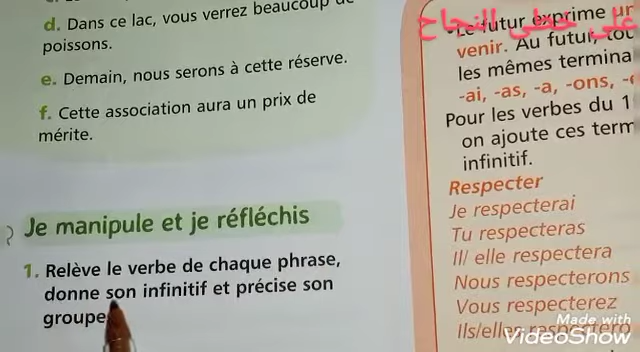 d. Dans ce lac, vous verrez beaucoup de
poissons.
e. Demain, nous serons à cette réserve.
f. Cette association aura un prix de
mérite.
Je manipule et je réfléchis
1. Relève le verbe de chaque phrase,
donne son infinitif et précise son
groupe
على خطى النجاح
Le futur exprime un
venir. Au futur, tou
les mêmes termina
-ai, -as, -a, -ons, -e
Pour les verbes du 1
on ajoute ces term
infinitif.
Respecter
Je respecterai
Tu respecteras
Il/ elle respectera
Nous respecterons
Vous respecterez
Ils/elles respectero
Made with
VideoShow